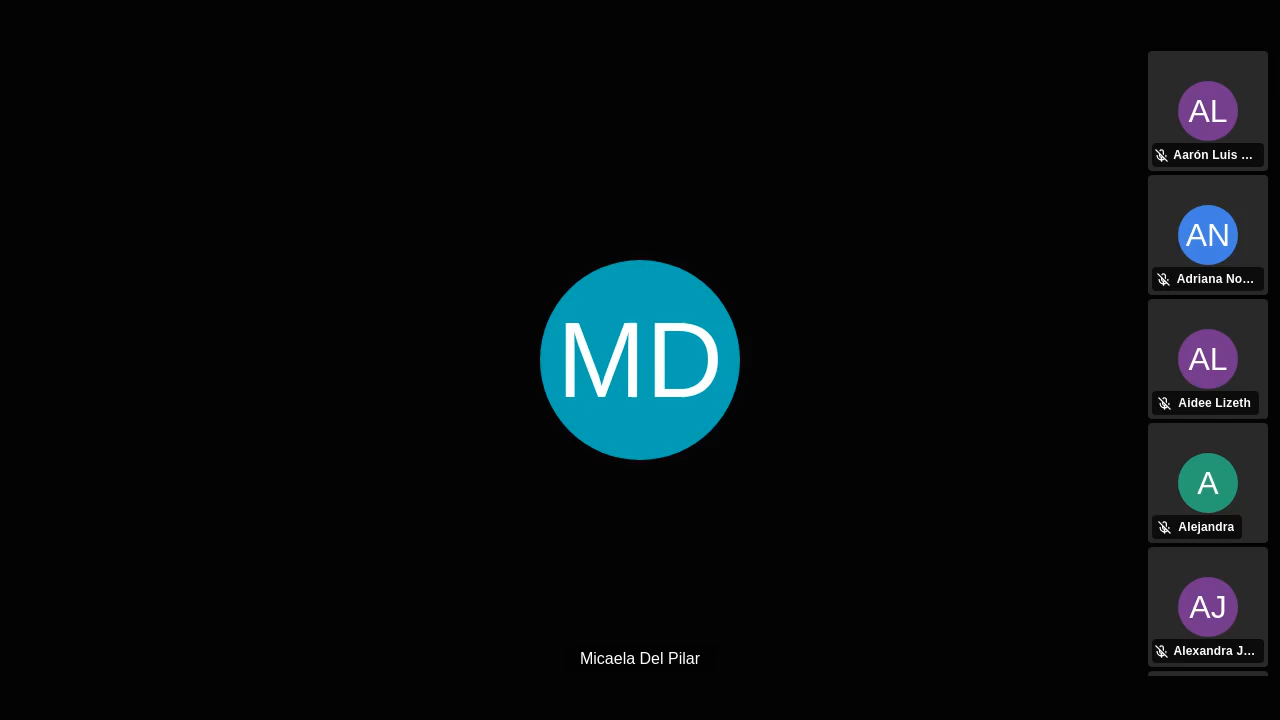 AL
Aarón Luis ...
AN
Adriana No...
AL
Aidee Lizeth
MD
A
Alejandra
AJ
Alexandra J...
Micaela Del Pilar